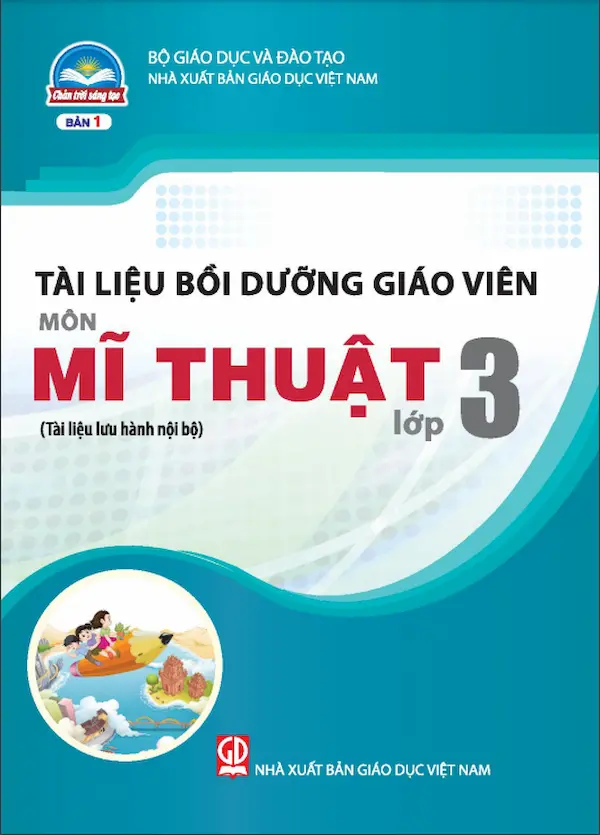 BỘ GIÁO DỤC VÀ ĐÀO TẠO
NHÀ XUẤT BẢN GIÁO DỤC VIỆT NAM
Chân trời sáng tạo
BẢN 1
TÀI LIỆU BỒI DƯỠNG GIÁO VIÊN
MÔN
MĨ THUẬT
lớp 3
(Tài liệu lưu hành nội bộ)
GD
NHÀ XUẤT BẢN GIÁO DỤC VIỆT NAM